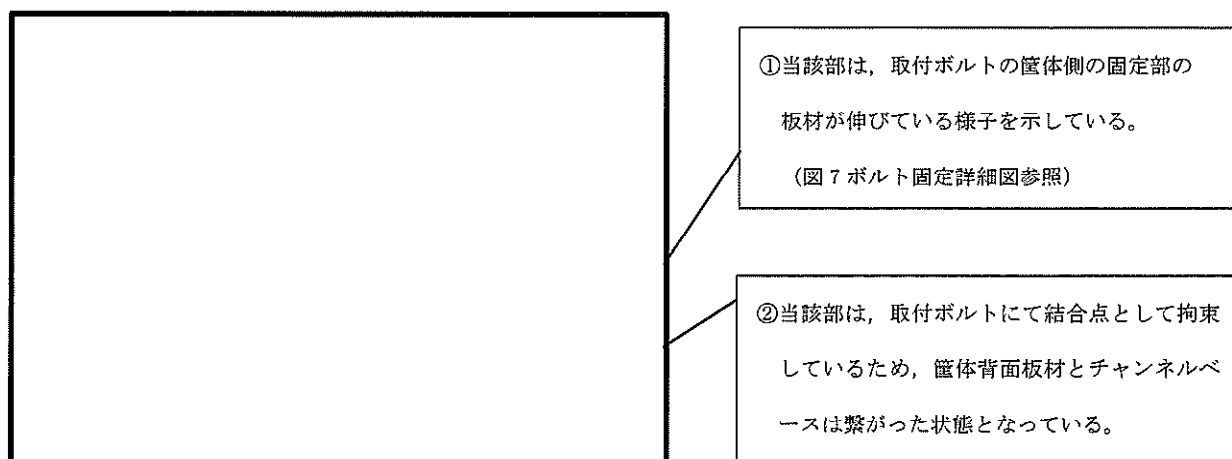 ①当該部は，取付ボルトの筐体側の固定部の
板材が伸びている様子を示している。
（図７ボルト固定詳細図参照）
②当該部は，取付ボルトにて結合点として拘束
しているため，筐体背面板材とチャンネルベ
ースは繋がった状態となっている。